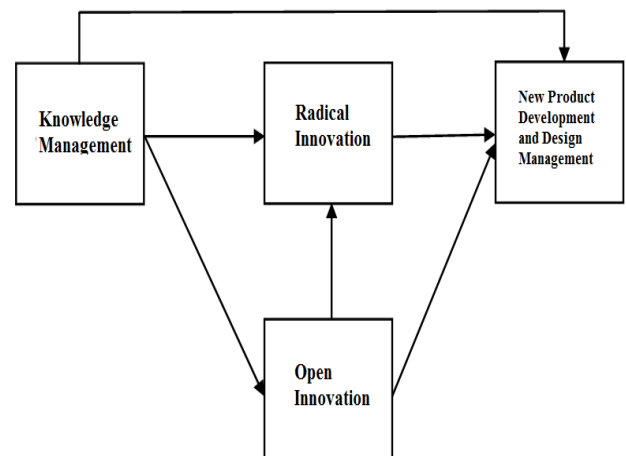 Knowledge
Management
Radical
Innovation
New Product
Development
and Design
Management
Open
Innovation